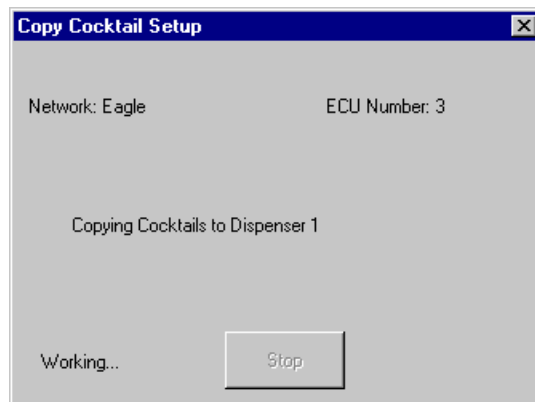 Copy Cocktail Setup
Network: Eagle ECU Number: 3
Copying Cocktails to Dispenser 1
Working... Stop